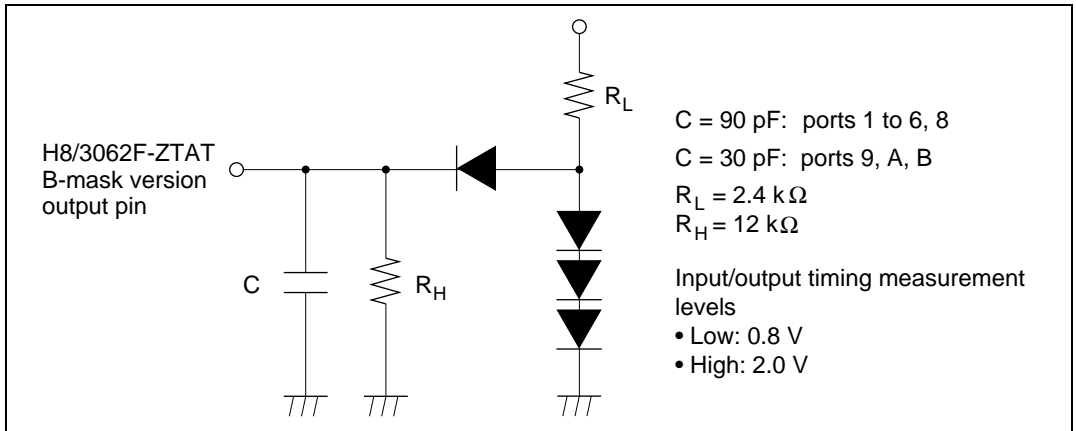 R_L
H8/3062F-ZTAT
B-mask version
output pin
C
R_H
C = 90 pF: ports 1 to 6, 8
C = 30 pF: ports 9, A, B
R_L = 2.4 kΩ
R_H = 12 kΩ
Input/output timing measurement
levels
• Low: 0.8 V
• High: 2.0 V